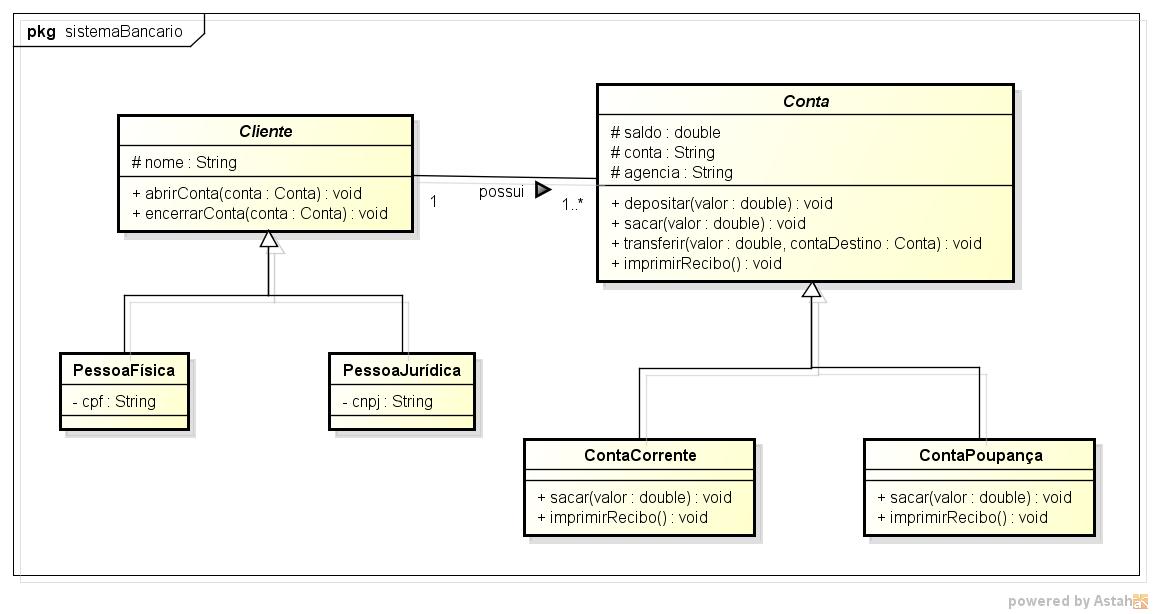 pkg sistemaBancario
Cliente
# nome : String
+ abrirConta(conta : Conta) : void
+ encerrarConta(conta : Conta) : void
1
possui
1..*
Conta
# saldo : double
# conta : String
# agencia : String
+ depositar(valor : double) : void
+ sacar(valor : double) : void
+ transferir(valor : double, contaDestino : Conta) : void
+ imprimirRecibo() : void
PessoaFísica
- cpf : String
PessoaJurídica
- cnpj : String
ContaCorrente
+ sacar(valor : double) : void
+ imprimirRecibo() : void
ContaPoupança
+ sacar(valor : double) : void
+ imprimirRecibo() : void
powered by Astah